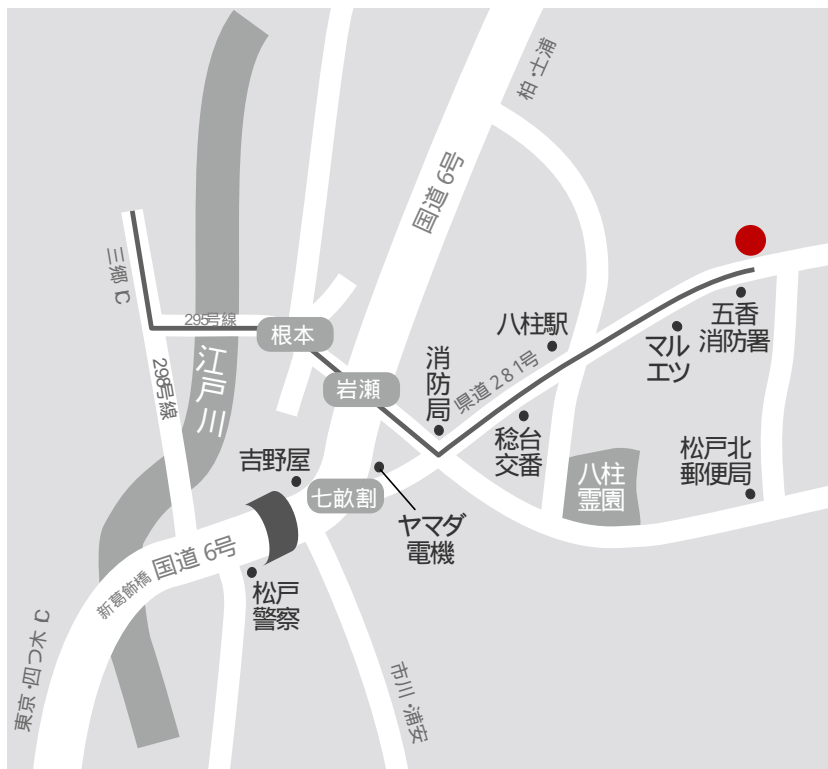 柏・土浦
国道 6号
三郷 IC
295号線
根本
江戸川
298号線
岩瀬
消防局
八柱駅
県道 281号
マル
エツ
五香
消防署
吉野屋
七畝割
稔台
交番
八柱
霊園
松戸北
郵便局
ヤマダ
電機
国道 6号
新葛飾橋
松戸
警察
東京・四つ木 IC
市川・浦安